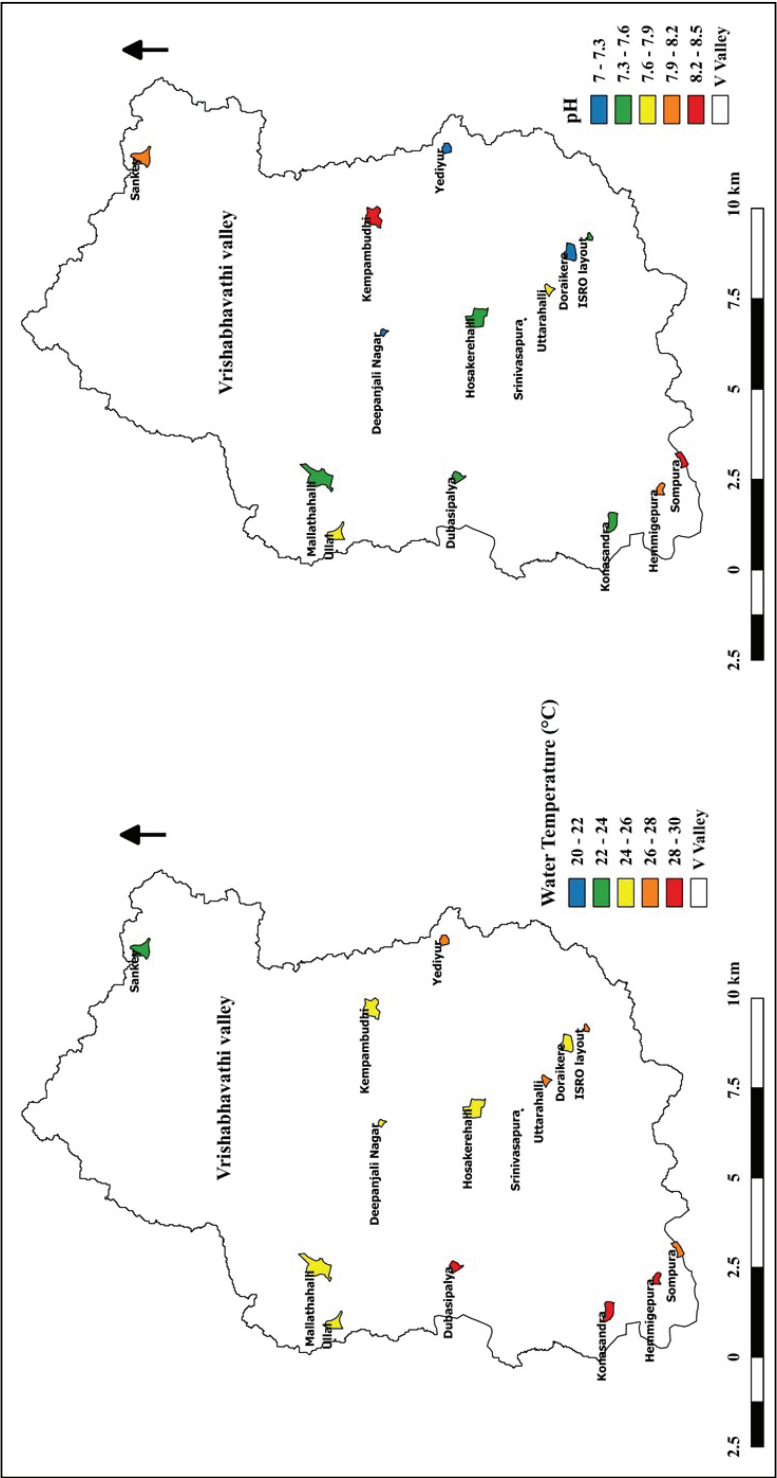 Vrishabhavathi valley
Sankey
Mallathahalli
Ullal
Deepanjali Nagar
Kempambudhi
Dubasipalya
Hosakerehalli
Yediyur
Srinivasapura
Uttarahalli
Doraikere
ISRO layout
Konasandra
Hemmigepura
Sompura
Water Temperature (°C)
20 - 22
22 - 24
24 - 26
26 - 28
28 - 30
V Valley
2.5 0 2.5 5 7.5 10 km
Vrishabhavathi valley
Sankey
Mallathahalli
Ullal
Deepanjali Nagar
Kempambudhi
Dubasipalya
Hosakerehalli
Yediyur
Srinivasapura
Uttarahalli
Doraikere
ISRO layout
Konasandra
Hemmigepura
Sompura
pH
7 - 7.3
7.3 - 7.6
7.6 - 7.9
7.9 - 8.2
8.2 - 8.5
V Valley
2.5 0 2.5 5 7.5 10 km